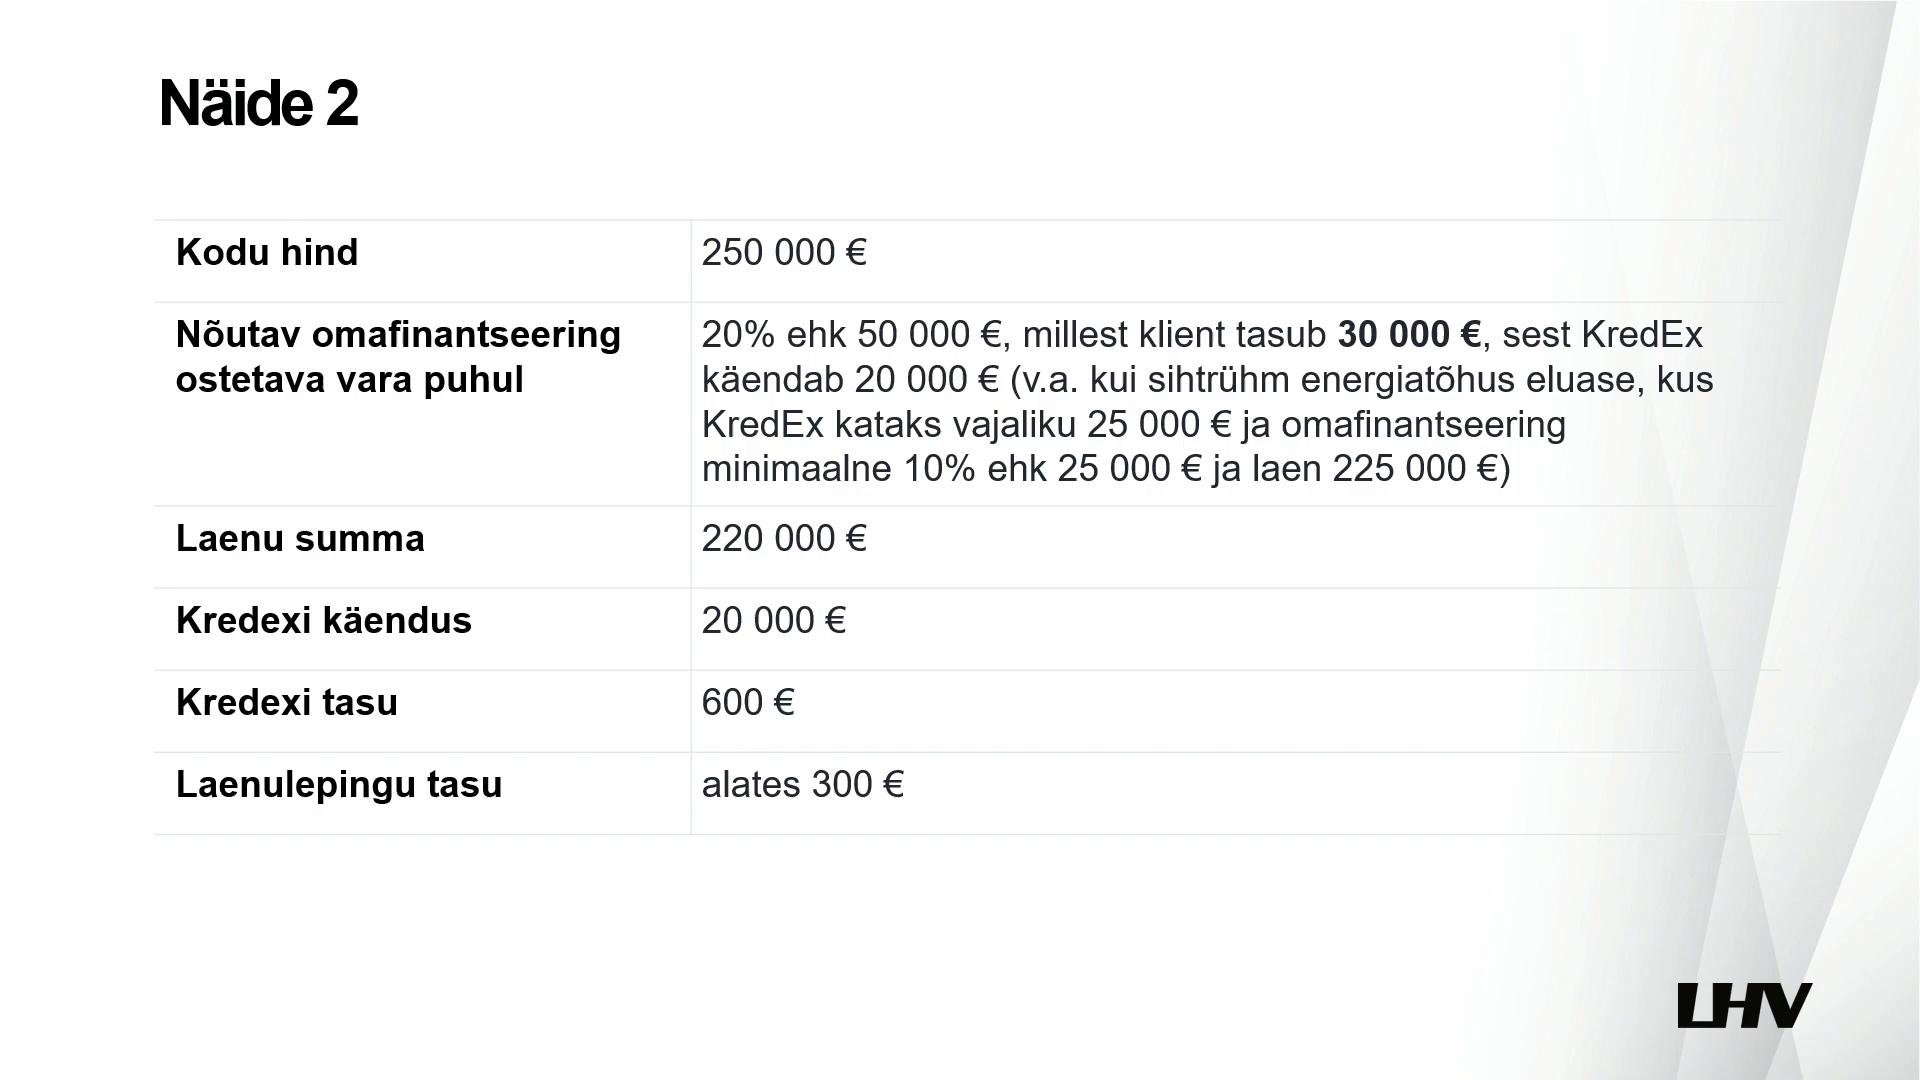 Näide 2
Kodu hind
250 000 €
Nõutav omafinantseering
ostetava vara puhul
20% ehk 50 000 €, millest klient tasub 30 000 €, sest KredEx
käendab 20 000 € (v.a. kui sihtrühm energiatõhus eluase, kus
KredEx kataks vajaliku 25 000 € ja omafinantseering
minimaalne 10% ehk 25 000 € ja laen 225 000 €)
Laenu summa
220 000 €
Kredexi käendus
20 000 €
Kredexi tasu
600 €
Laenulepingu tasu
alates 300 €
LHV